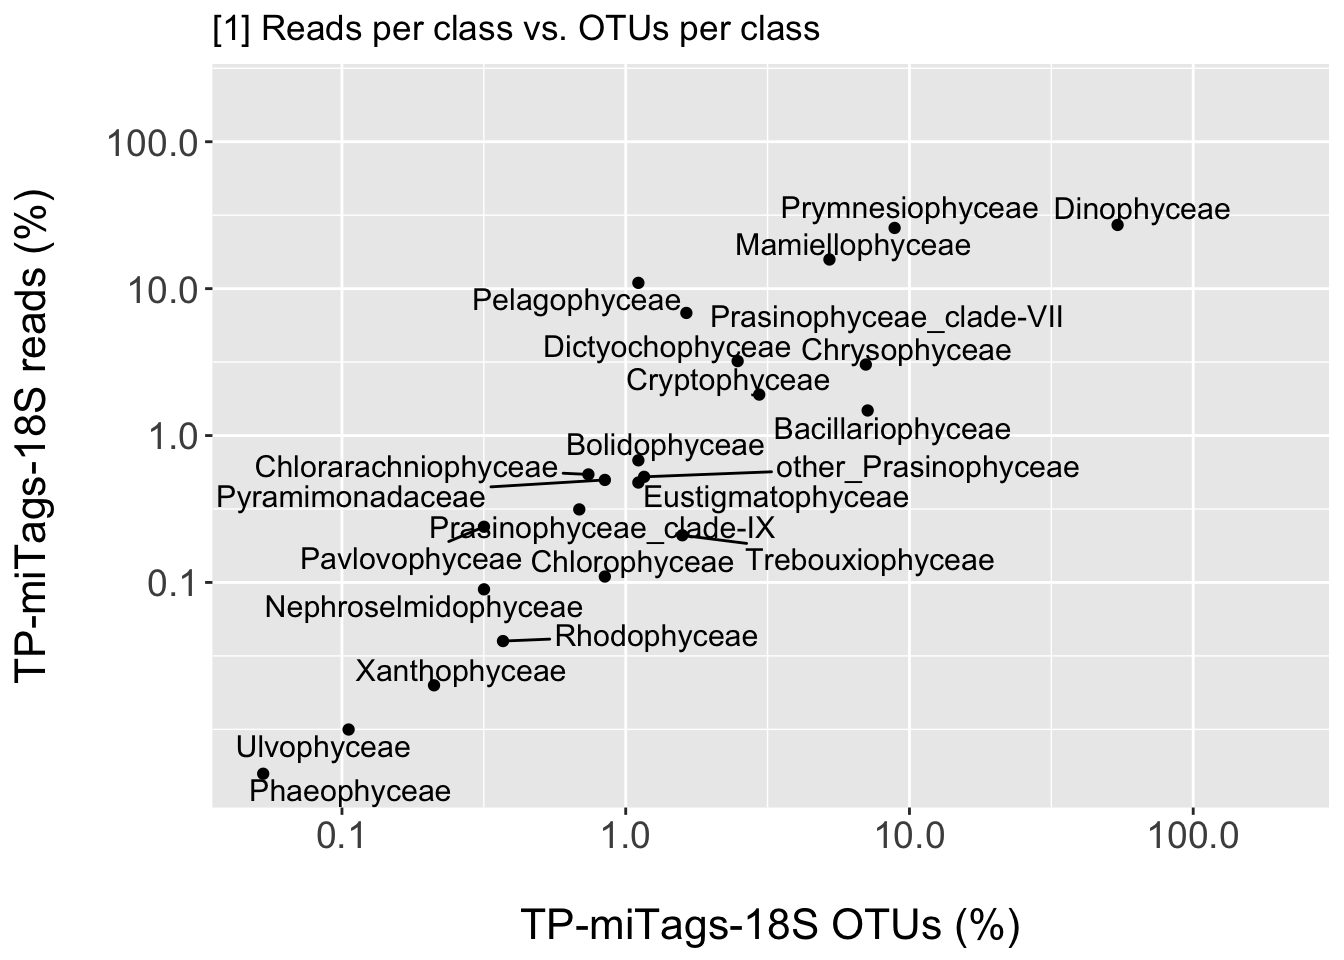 [1] Reads per class vs. OTUs per class
TP-miTags-18S reads (%)
100.0
10.0
1.0
0.1
Prymnesiophyceae
Dinophyceae
Mamiellophyceae
Pelagophyceae
Prasinophyceae_clade-VII
Dictyochophyceae
Chrysophyceae
Cryptophyceae
Bacillariophyceae
Bolidophyceae
Chlorarachniophyceae
other_Prasinophyceae
Pyramimonadaceae
Eustigmatophyceae
Prasinophyceae_clade-IX
Pavlovophyceae
Chlorophyceae
Trebouxiophyceae
Nephroselmidophyceae
Rhodophyceae
Xanthophyceae
Ulvophyceae
Phaeophyceae
0.1
1.0
10.0
100.0
TP-miTags-18S OTUs (%)